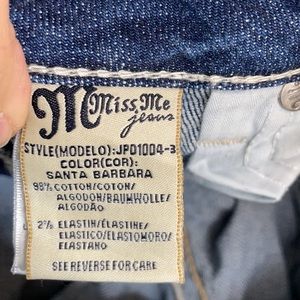 M Miss Me
jeans
STYLE(MODELO):JPD1004-3
COLOR(COR):
SANTA BARBARA
98% COTTON/COTON/
ALGODON/BAUMWOLLE/
ALGODÃO
2% ELASTIN/ÉLASTINE/
ELASTICO/ELASTOMORO/
ELASTANO
SEE REVERSE FOR CARE